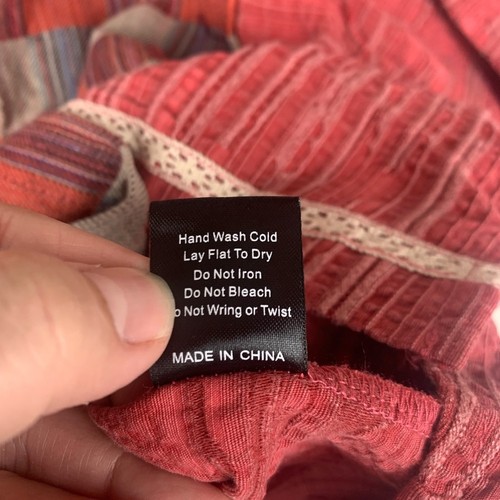 Hand Wash Cold
Lay Flat To Dry
Do Not Iron
Do Not Bleach
o Not Wring or Twist
MADE IN CHINA